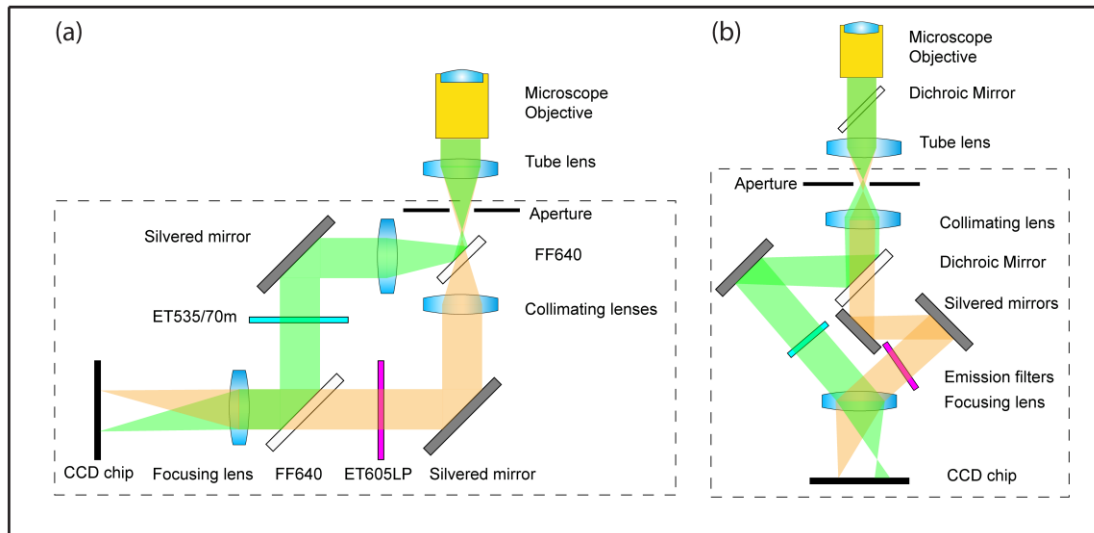 (a)
Microscope
Objective
Tube lens
Aperture
Silvered mirror
FF640
Collimating lenses
ET535/70m
CCD chip
Focusing lens
FF640
ET605LP
Silvered mirror
(b)
Microscope
Objective
Dichroic Mirror
Tube lens
Aperture
Collimating lens
Dichroic Mirror
Silvered mirrors
Emission filters
Focusing lens
CCD chip